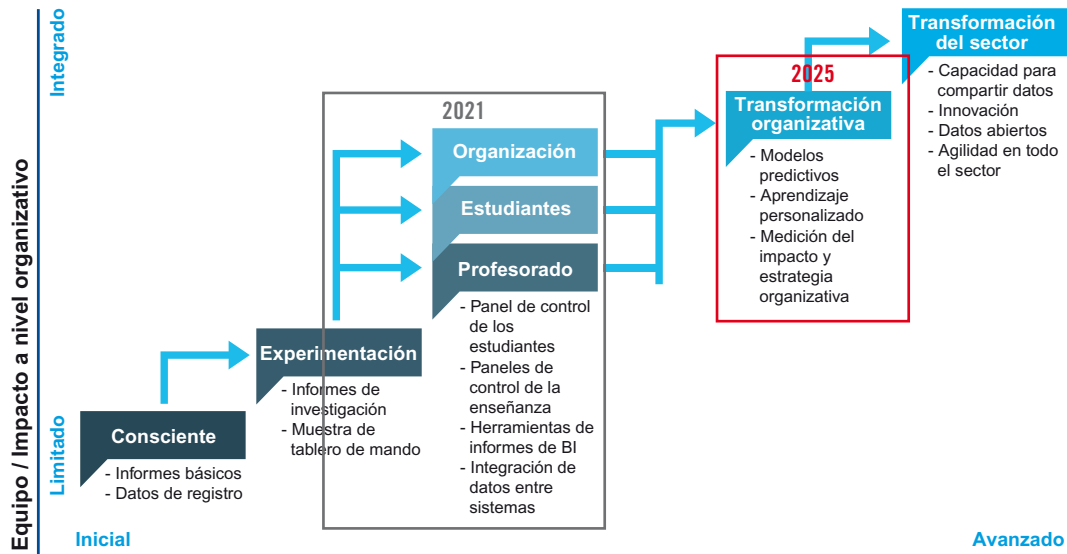 Equipo / Impacto a nivel organizativo
Integrado
Limitado
Inicial
Avanzado
Consciente
- Informes básicos
- Datos de registro
Experimentación
- Informes de
investigación
- Muestra de
tablero de mando
2021
Organización
Estudiantes
Profesorado
- Panel de control
de los
estudiantes
- Paneles de
control de la
enseñanza
- Herramientas de
informes de BI
- Integración de
datos entre
sistemas
2025
Transformación
organizativa
- Modelos
predictivos
- Aprendizaje
personalizado
- Medición del
impacto y
estrategia
organizativa
Transformación
del sector
- Capacidad para
compartir datos
- Innovación
- Datos abiertos
- Agilidad en todo
el sector